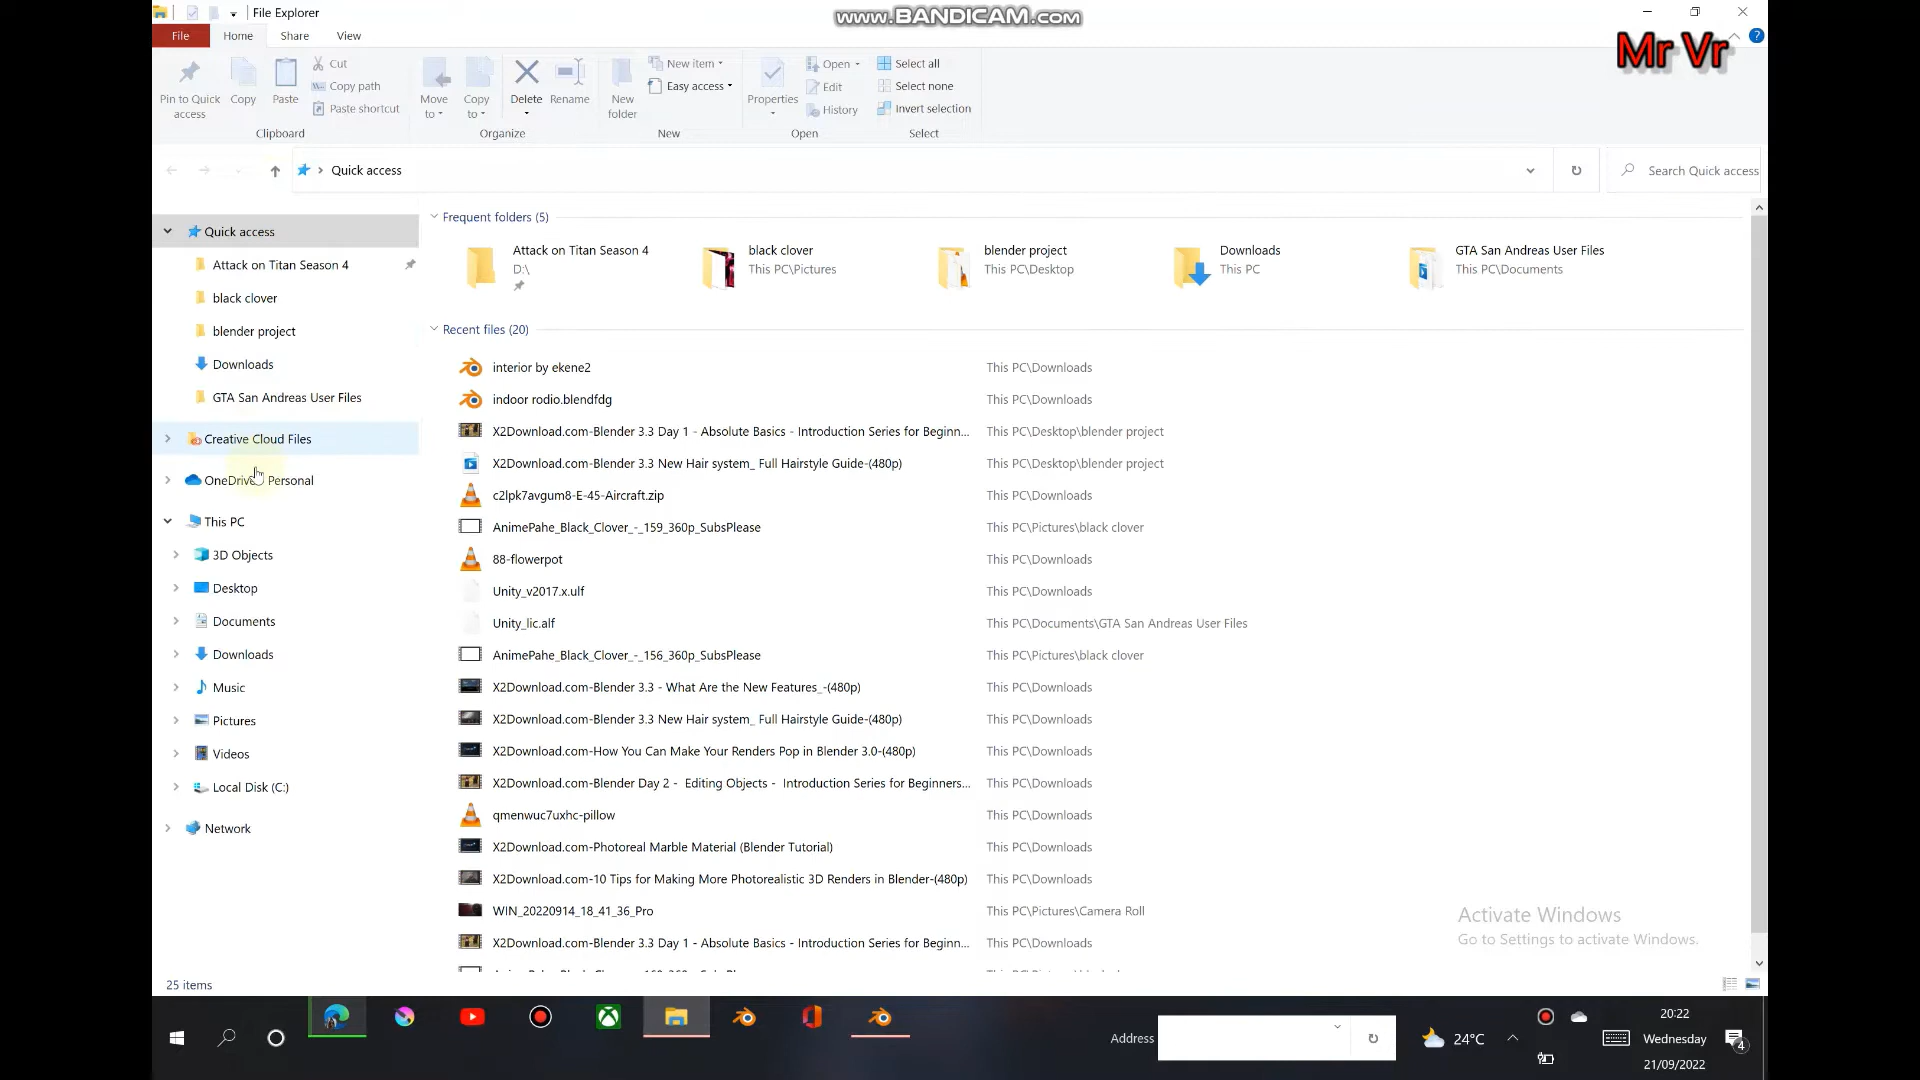 File Explorer
www.BANDICAM.com
File Home Share View
Mr Vr
Pin to Quick access
Copy
Paste
Cut
Copy path
Paste shortcut
Clipboard
Move to
Copy to
Delete
Rename
Organize
New folder
New item
Easy access
New
Properties
Open
Edit
History
Open
Select all
Select none
Invert selection
Select
Quick access
Search Quick access
Quick access
Attack on Titan Season 4
black clover
blender project
Downloads
GTA San Andreas User Files
Creative Cloud Files
OneDrive Personal
This PC
3D Objects
Desktop
Documents
Downloads
Music
Pictures
Videos
Local Disk (C:)
Network
Frequent folders (5)
Attack on Titan Season 4
D:\
black clover
This PC\Pictures
blender project
This PC\Desktop
Downloads
This PC
GTA San Andreas User Files
This PC\Documents
Recent files (20)
interior by ekene2 This PC\Downloads
indoor rodio.blendfdg This PC\Downloads
X2Download.com-Blender 3.3 Day 1 - Absolute Basics - Introduction Series for Beginn... This PC\Desktop\blender project
X2Download.com-Blender 3.3 New Hair system_ Full Hairstyle Guide-(480p) This PC\Desktop\blender project
c2lpk7avgum8-E-45-Aircraft.zip This PC\Downloads
AnimePahe_Black_Clover_-_159_360p_SubsPlease This PC\Pictures\black clover
88-flowerpot This PC\Downloads
Unity_v2017.x.ulf This PC\Downloads
Unity_lic.alf This PC\Documents\GTA San Andreas User Files
AnimePahe_Black_Clover_-_156_360p_SubsPlease This PC\Pictures\black clover
X2Download.com-Blender 3.3 - What Are the New Features_-(480p) This PC\Downloads
X2Download.com-Blender 3.3 New Hair system_ Full Hairstyle Guide-(480p) This PC\Downloads
X2Download.com-How You Can Make Your Renders Pop in Blender 3.0-(480p) This PC\Downloads
X2Download.com-Blender Day 2 - Editing Objects - Introduction Series for Beginners... This PC\Downloads
qmenwuc7uxhc-pillow This PC\Downloads
X2Download.com-Photoreal Marble Material (Blender Tutorial) This PC\Downloads
X2Download.com-10 Tips for Making More Photorealistic 3D Renders in Blender-(480p) This PC\Downloads
WIN_20220914_18_41_36_Pro This PC\Pictures\Camera Roll
X2Download.com-Blender 3.3 Day 1 - Absolute Basics - Introduction Series for Beginn... This PC\Downloads
Activate Windows
Go to Settings to activate Windows.
25 items
Address
24°C
20:22
Wednesday
21/09/2022
4